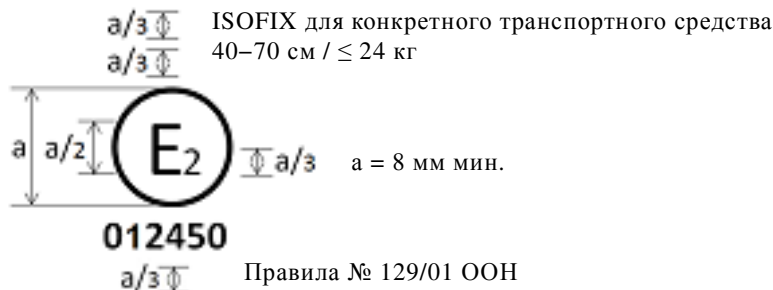 a/3 ISOFIX для конкретного транспортного средства
a/3 40–70 см / ≤ 24 кг
a a/2 E2 a/3 a = 8 мм мин.
012450
a/3 Правила № 129/01 ООН